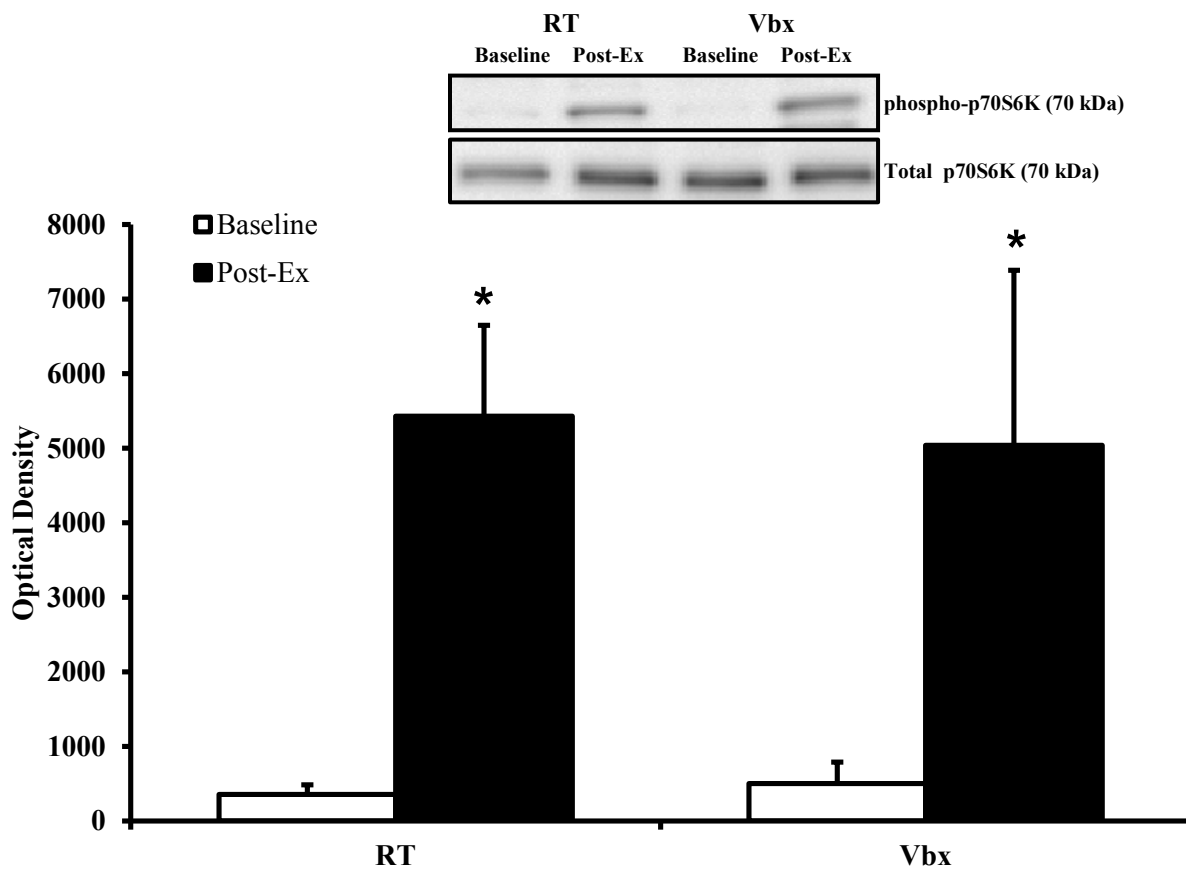 RT Vbx
Baseline Post-Ex Baseline Post-Ex
phospho-p70S6K (70 kDa)
Total p70S6K (70 kDa)
Baseline
Post-Ex
*
*
8000
7000
6000
5000
4000
3000
2000
1000
0
Optical Density
RT Vbx